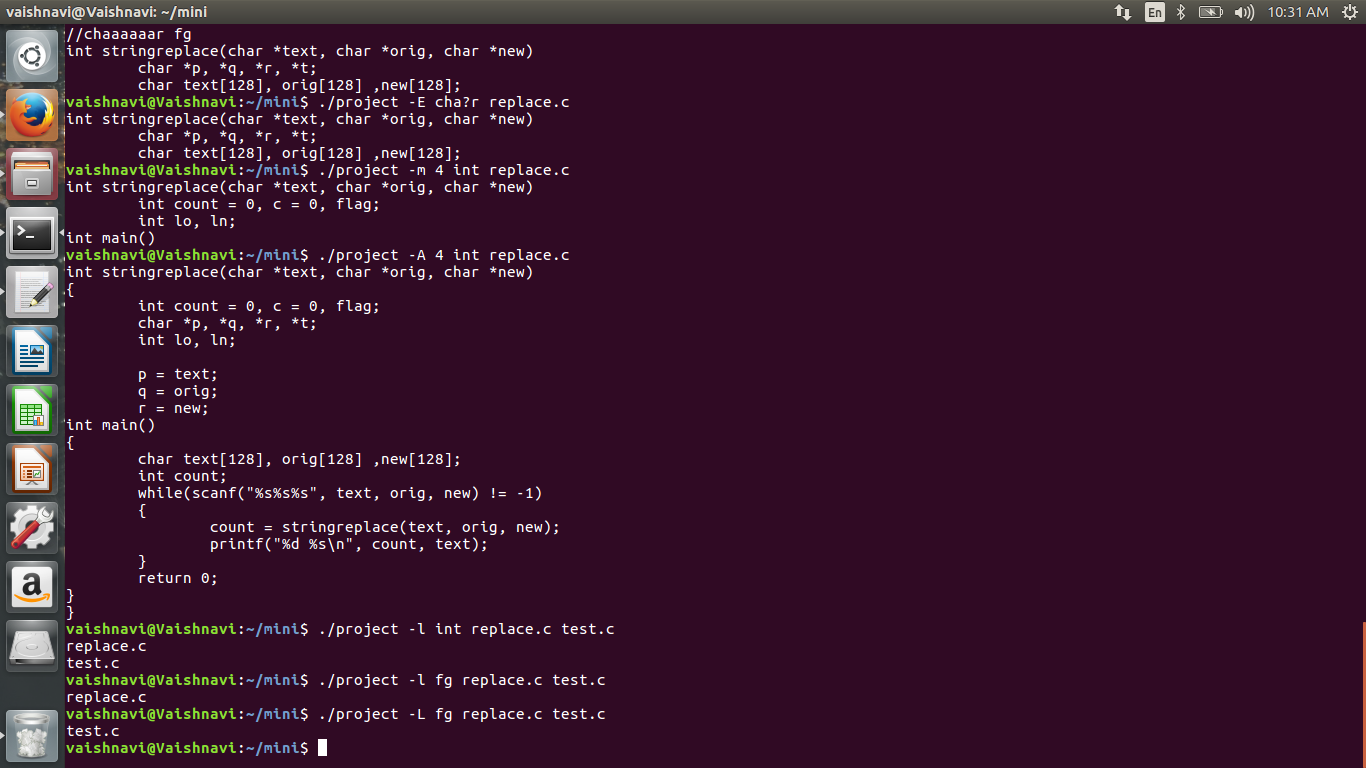 vaishnavi@Vaishnavi: ~/mini
En
10:31 AM
//chaaaaaar fg
int stringreplace(char *text, char *orig, char *new)
        char *p, *q, *r, *t;
        char text[128], orig[128] ,new[128];
vaishnavi@Vaishnavi:~/mini$ ./project -E cha?r replace.c
int stringreplace(char *text, char *orig, char *new)
        char *p, *q, *r, *t;
        char text[128], orig[128] ,new[128];
vaishnavi@Vaishnavi:~/mini$ ./project -m 4 int replace.c
int stringreplace(char *text, char *orig, char *new)
        int count = 0, c = 0, flag;
        int lo, ln;
int main()
vaishnavi@Vaishnavi:~/mini$ ./project -A 4 int replace.c
int stringreplace(char *text, char *orig, char *new)
{
        int count = 0, c = 0, flag;
        char *p, *q, *r, *t;
        int lo, ln;

        p = text;
        q = orig;
        r = new;
int main()
{
        char text[128], orig[128] ,new[128];
        int count;
        while(scanf("%s%s%s", text, orig, new) != -1)
        {
                count = stringreplace(text, orig, new);
                printf("%d %s\n", count, text);
        }
        return 0;
}
}
vaishnavi@Vaishnavi:~/mini$ ./project -l int replace.c test.c
replace.c
test.c
vaishnavi@Vaishnavi:~/mini$ ./project -l fg replace.c test.c
replace.c
vaishnavi@Vaishnavi:~/mini$ ./project -L fg replace.c test.c
test.c
vaishnavi@Vaishnavi:~/mini$
a